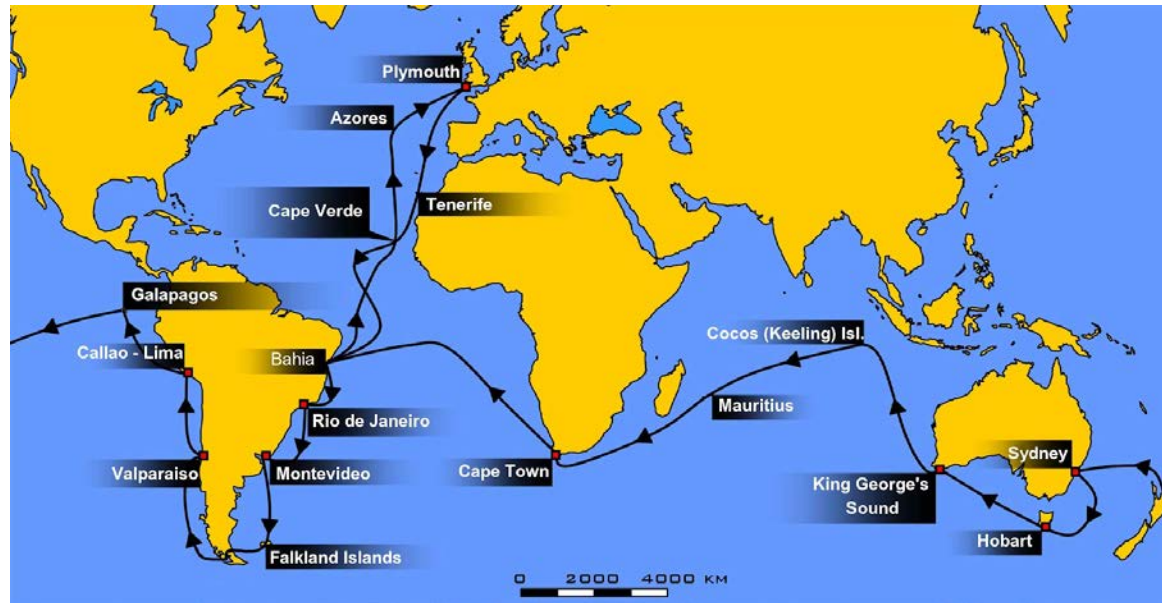 Plymouth
Azores
Cape Verde
Tenerife
Galapagos
Callao - Lima
Bahia
Cocos (Keeling) Isl.
Mauritius
Rio de Janeiro
Valparaiso
Montevideo
Cape Town
Sydney
King George's
Sound
Hobart
Falkland Islands
0 2000 4000 KM